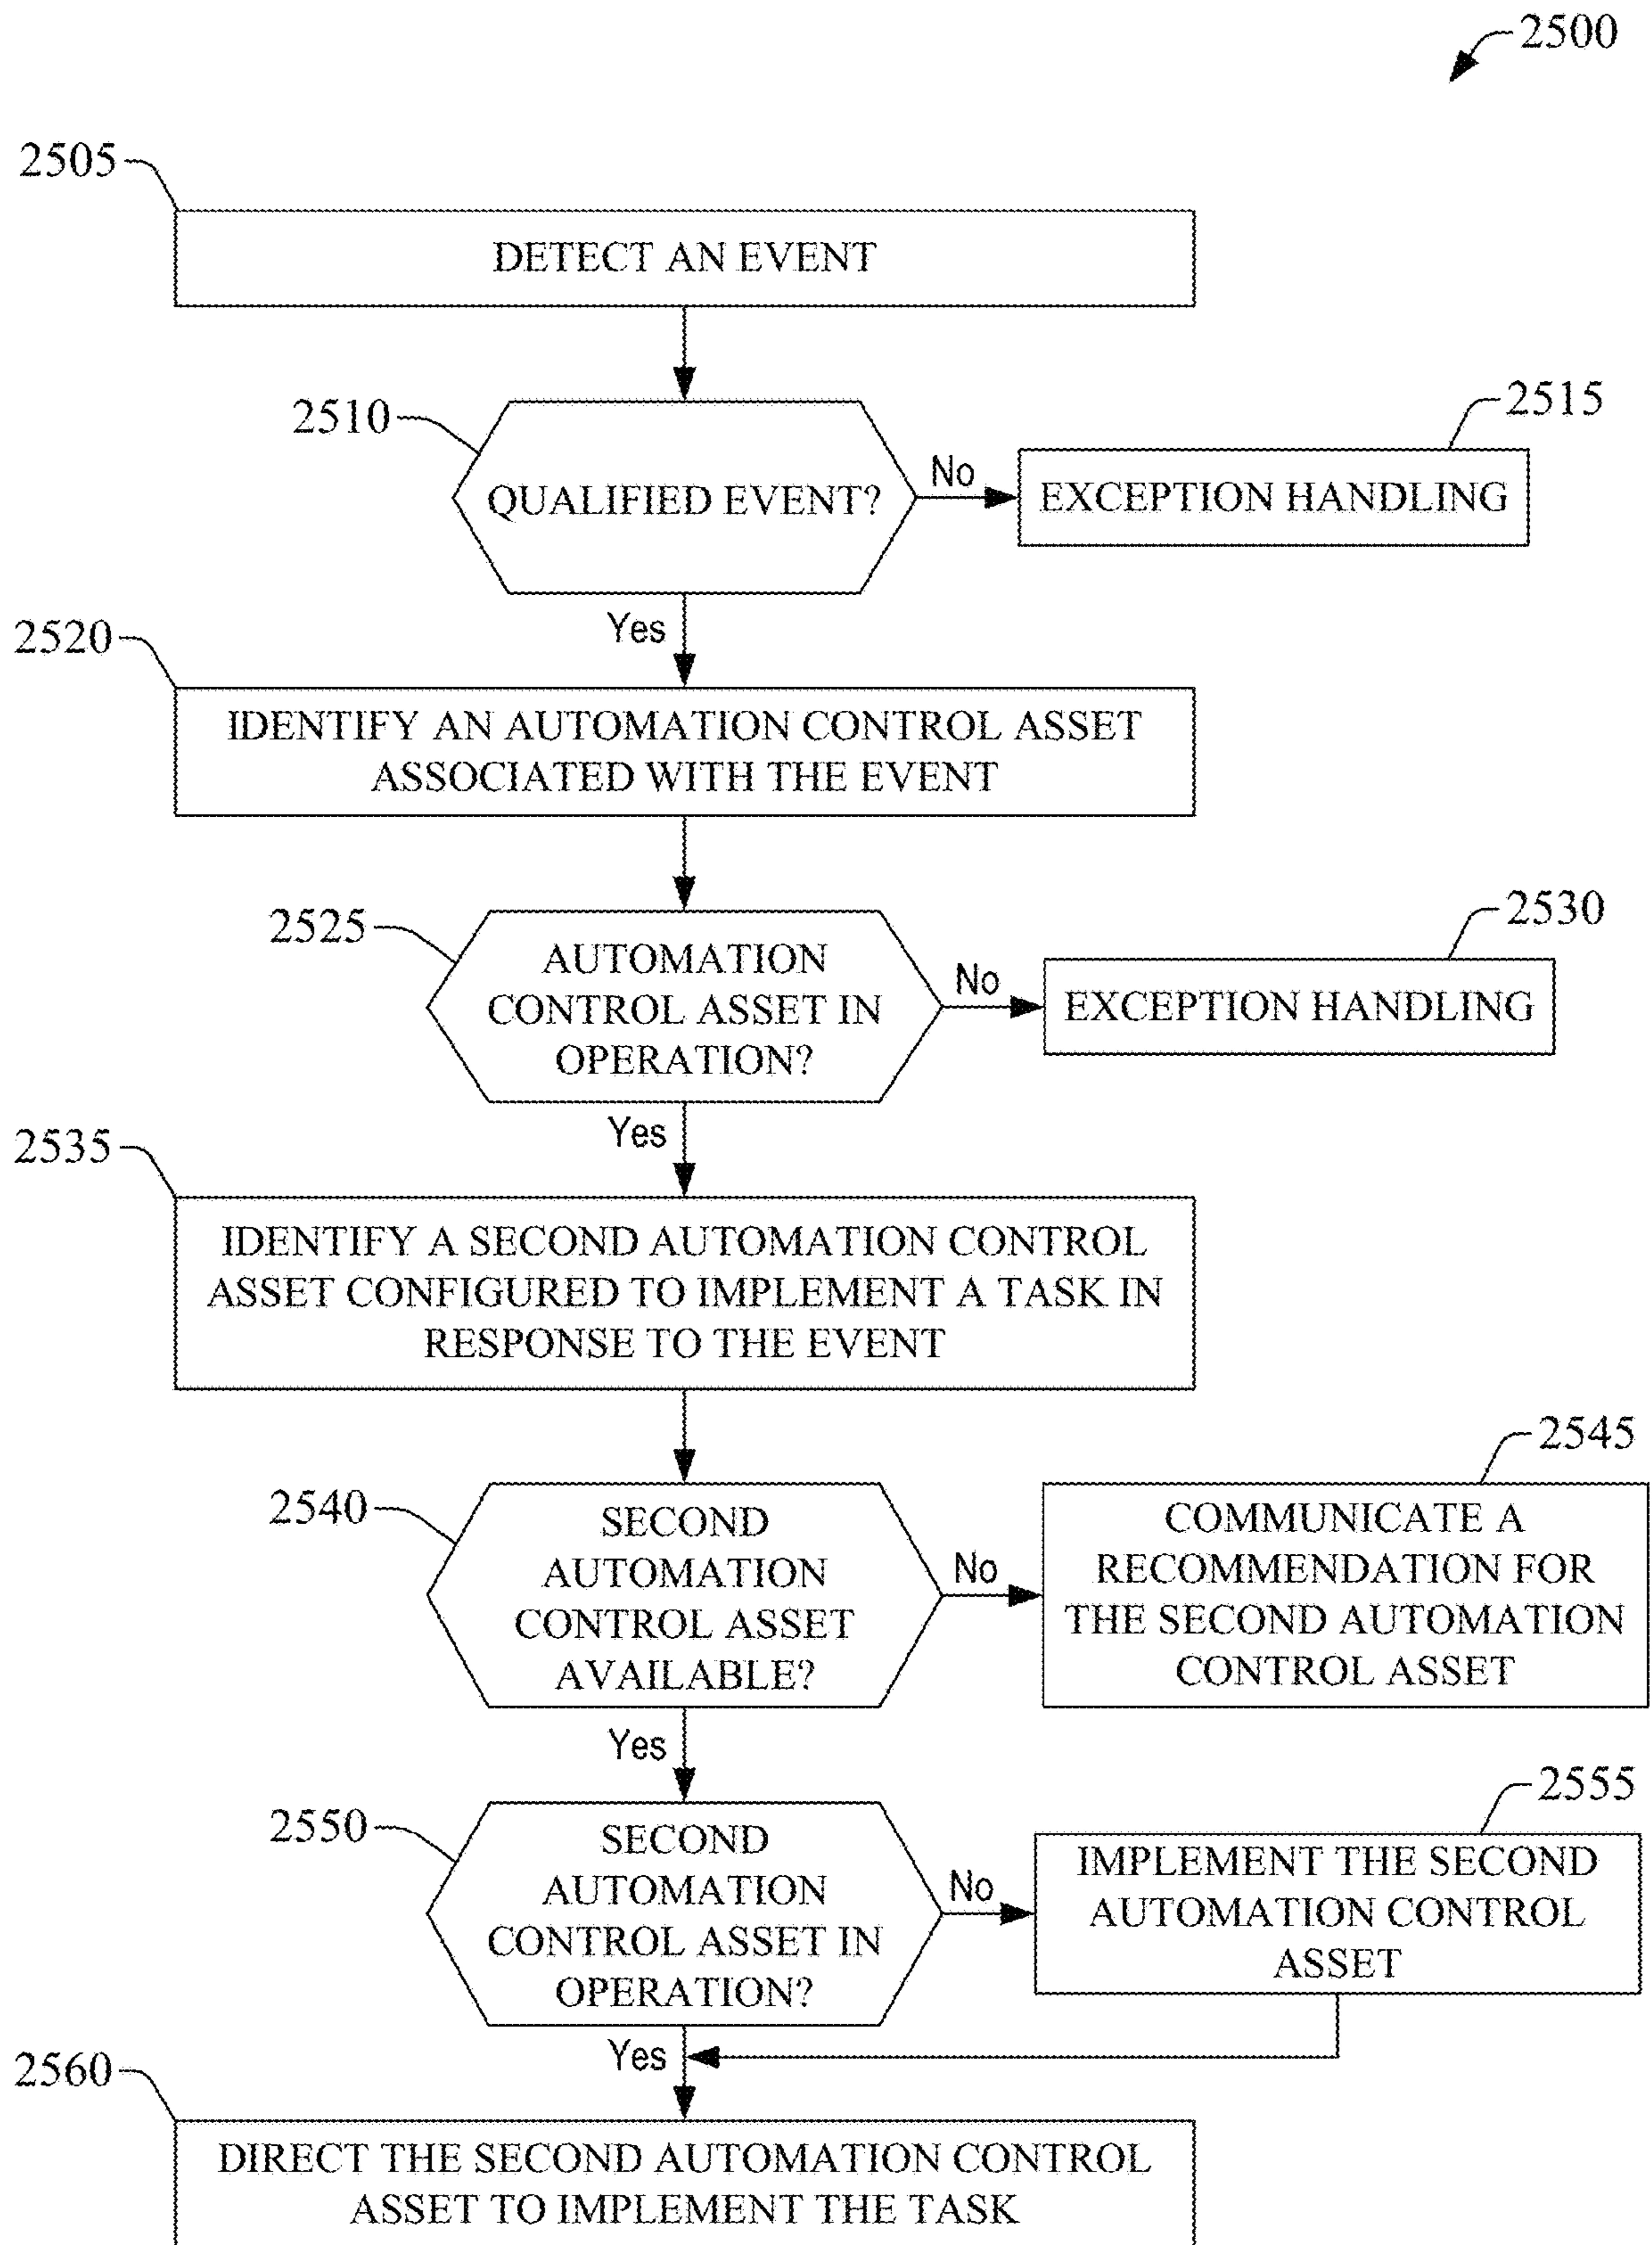 2500
2505
DETECT AN EVENT
2510
QUALIFIED EVENT?
No
2515
EXCEPTION HANDLING
Yes
2520
IDENTIFY AN AUTOMATION CONTROL ASSET
ASSOCIATED WITH THE EVENT
2525
AUTOMATION
CONTROL ASSET IN
OPERATION?
No
2530
EXCEPTION HANDLING
Yes
2535
IDENTIFY A SECOND AUTOMATION CONTROL
ASSET CONFIGURED TO IMPLEMENT A TASK IN
RESPONSE TO THE EVENT
2540
SECOND
AUTOMATION
CONTROL ASSET
AVAILABLE?
No
2545
COMMUNICATE A
RECOMMENDATION FOR
THE SECOND AUTOMATION
CONTROL ASSET
Yes
2550
SECOND
AUTOMATION
CONTROL ASSET IN
OPERATION?
No
2555
IMPLEMENT THE SECOND
AUTOMATION CONTROL
ASSET
Yes
2560
DIRECT THE SECOND AUTOMATION CONTROL
ASSET TO IMPLEMENT THE TASK